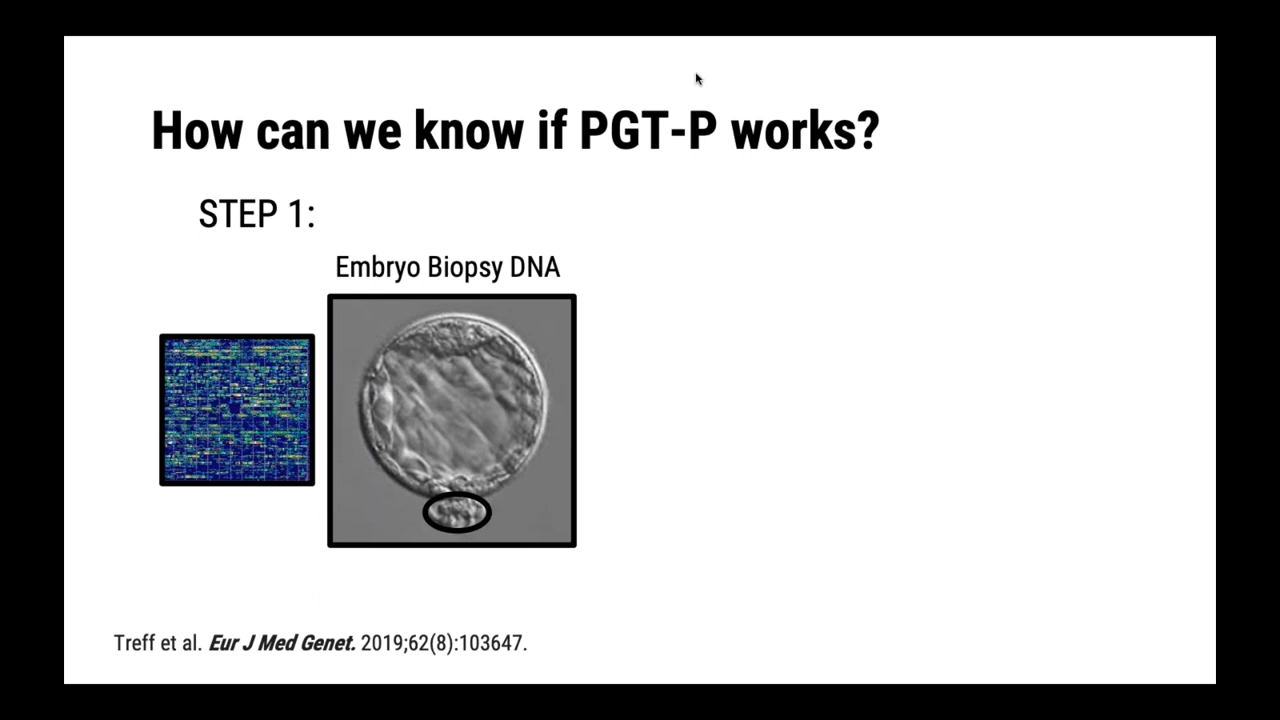 How can we know if PGT-P works?
STEP 1:
Embryo Biopsy DNA
Treff et al. Eur J Med Genet. 2019;62(8):103647.